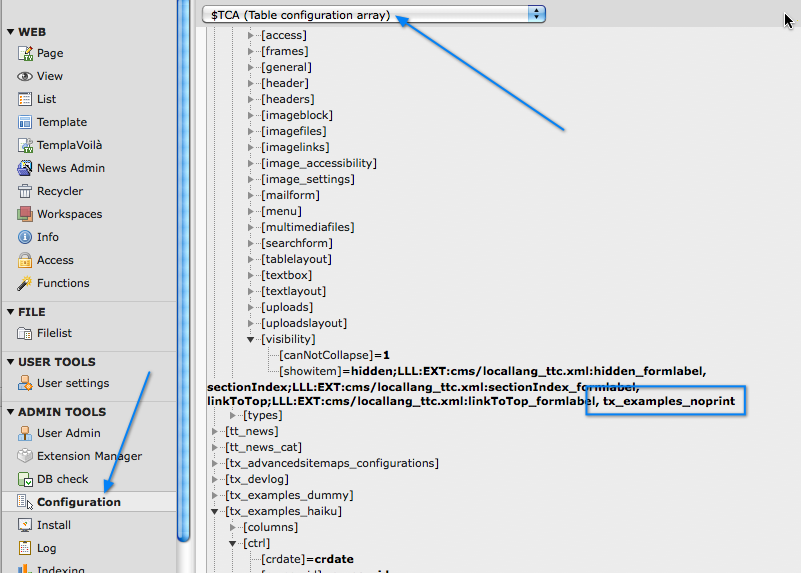 WEB
Page
View
List
Template
TemplaVoilà
News Admin
Recycler
Workspaces
Info
Access
Functions
FILE
Filelist
USER TOOLS
User settings
ADMIN TOOLS
User Admin
Extension Manager
DB check
Configuration
Install
Log
Indexing
$TCA (Table configuration array)
[access]
[frames]
[general]
[header]
[headers]
[imageblock]
[imagefiles]
[imagelinks]
[image_accessibility]
[image_settings]
[mailform]
[menu]
[multimediafiles]
[searchform]
[tablelayout]
[textbox]
[textlayout]
[uploads]
[uploadslayout]
[visibility]
[canNotCollapse]=1
[showitem]=hidden;LLL:EXT:cms/locallang_ttc.xml:hidden_formlabel,
sectionIndex;LLL:EXT:cms/locallang_ttc.xml:sectionIndex_formlabel,
linkToTop;LLL:EXT:cms/locallang_ttc.xml:linkToTop_formlabel, tx_examples_noprint
[types]
[tt_news]
[tt_news_cat]
[tx_advancedsitemaps_configurations]
[tx_devlog]
[tx_examples_dummy]
[tx_examples_haiku]
[columns]
[ctrl]
[crdate]=crdate